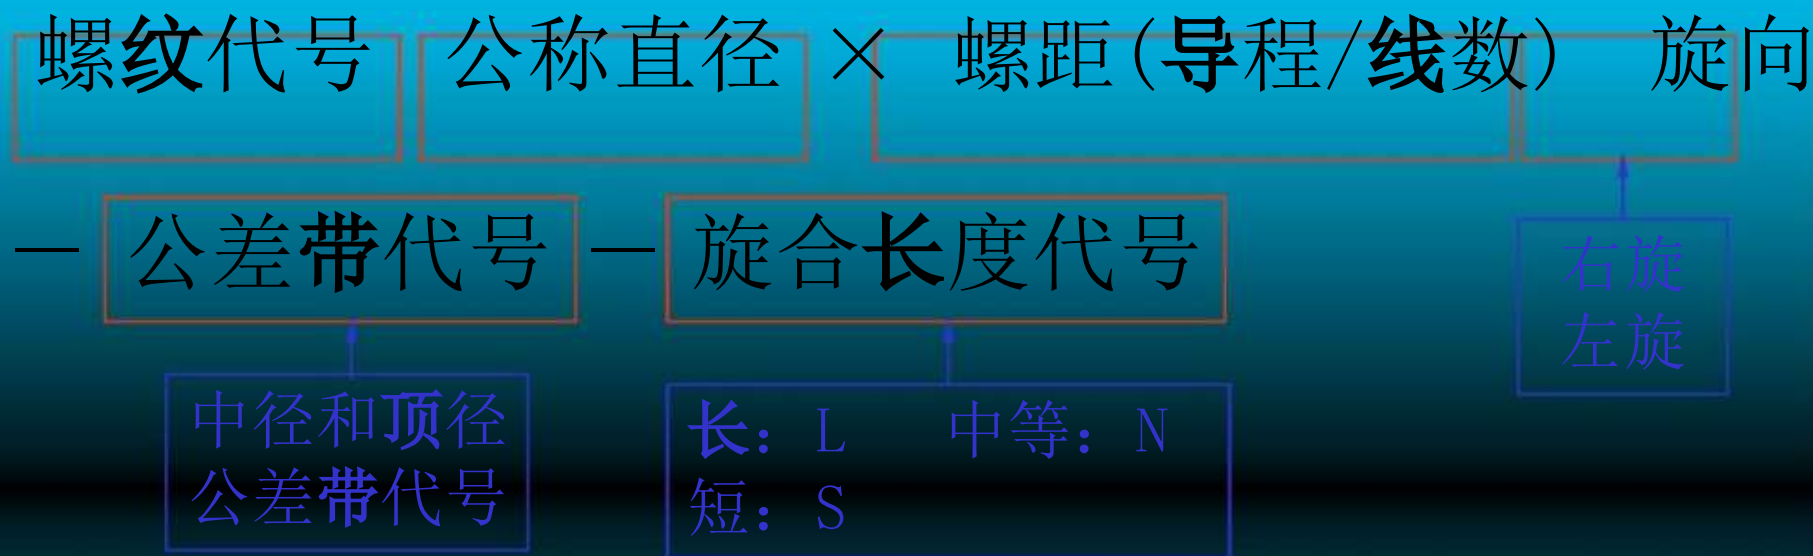 螺纹代号 公称直径 × 螺距(导程/线数) 旋向
— 公差带代号 — 旋合长度代号
右旋
左旋
中径和顶径
公差带代号
长：L 中等：N
短：S